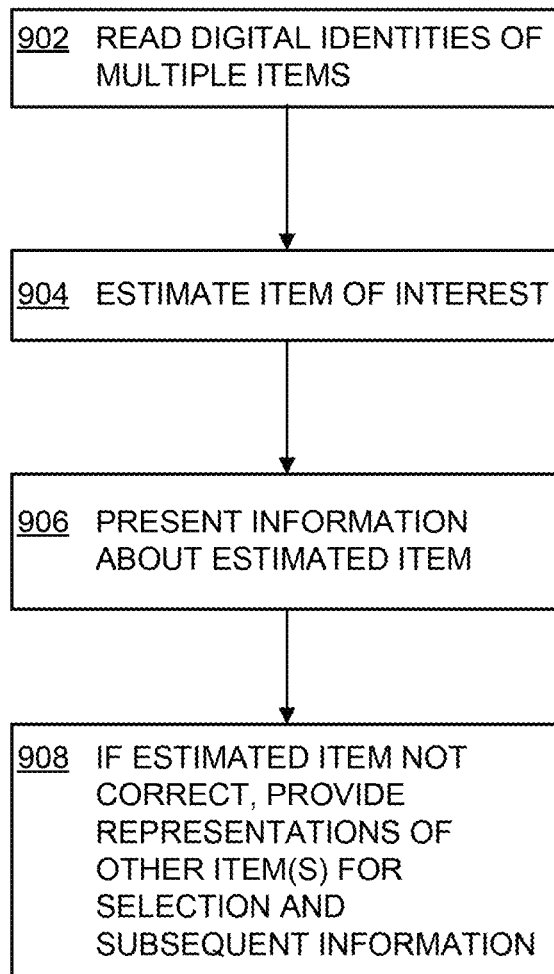 902 READ DIGITAL IDENTITIES OF
MULTIPLE ITEMS
904 ESTIMATE ITEM OF INTEREST
906 PRESENT INFORMATION
ABOUT ESTIMATED ITEM
908 IF ESTIMATED ITEM NOT
CORRECT, PROVIDE
REPRESENTATIONS OF
OTHER ITEM(S) FOR
SELECTION AND
SUBSEQUENT INFORMATION